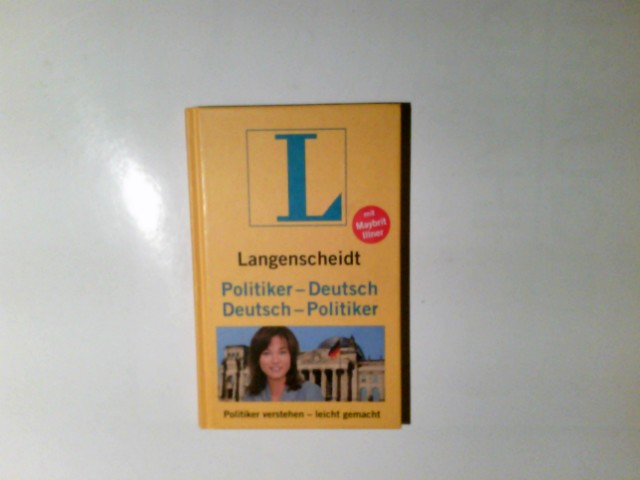 L
mit
Maybrit
Illner
Langenscheidt
Politiker – Deutsch
Deutsch – Politiker
Politiker verstehen – leicht gemacht